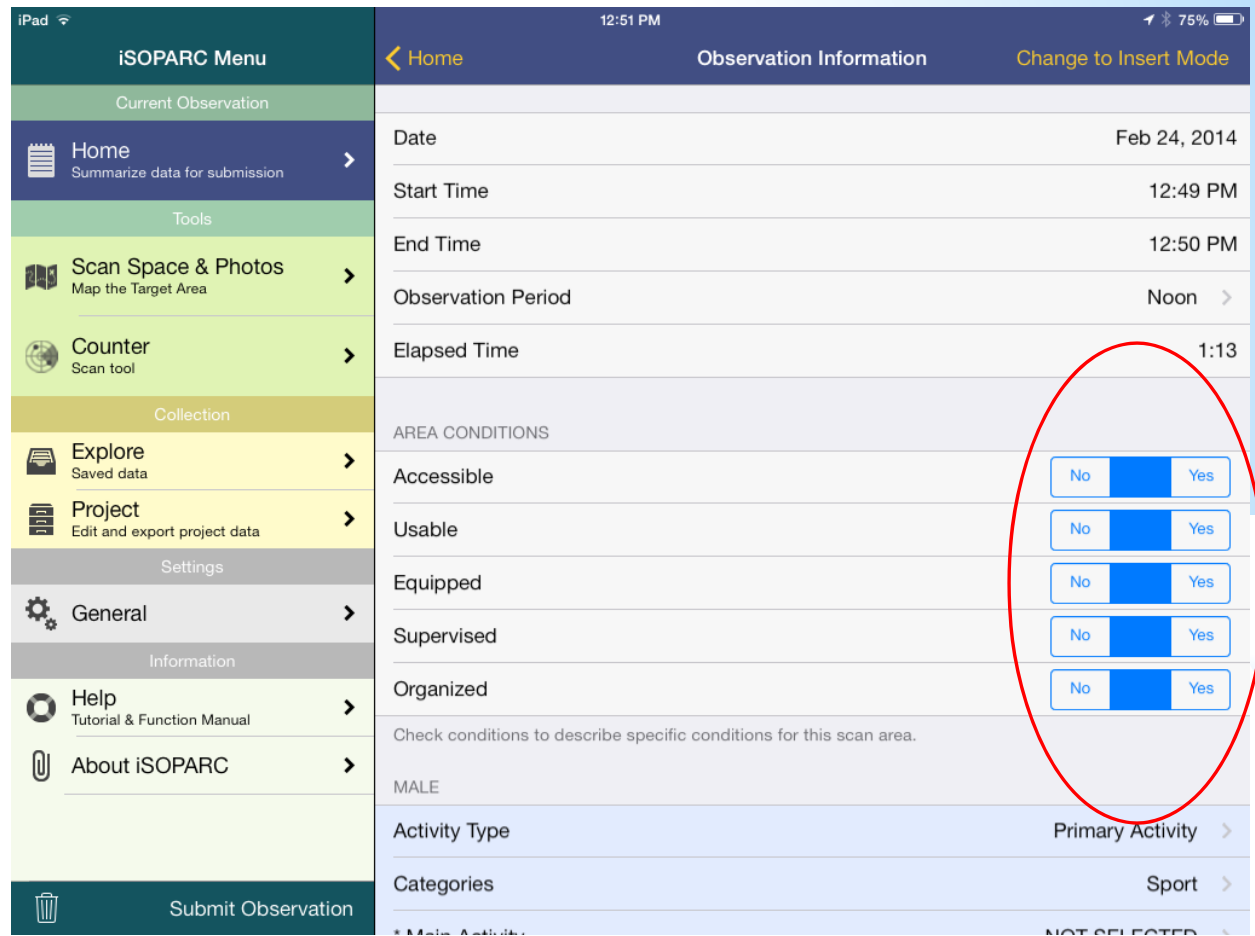 iPad 12:51 PM 75%
iSOPARC Menu
Current Observation
Home
Summarize data for submission
Tools
Scan Space & Photos
Map the Target Area
Counter
Scan tool
Collection
Explore
Saved data
Project
Edit and export project data
Settings
General
Information
Help
Tutorial & Function Manual
About iSOPARC
Submit Observation
Home Observation Information Change to Insert Mode
Date Feb 24, 2014
Start Time 12:49 PM
End Time 12:50 PM
Observation Period Noon
Elapsed Time 1:13
AREA CONDITIONS
Accessible No Yes
Usable No Yes
Equipped No Yes
Supervised No Yes
Organized No Yes
Check conditions to describe specific conditions for this scan area.
MALE
Activity Type Primary Activity
Categories Sport
* Main Activity NOT SELECTED